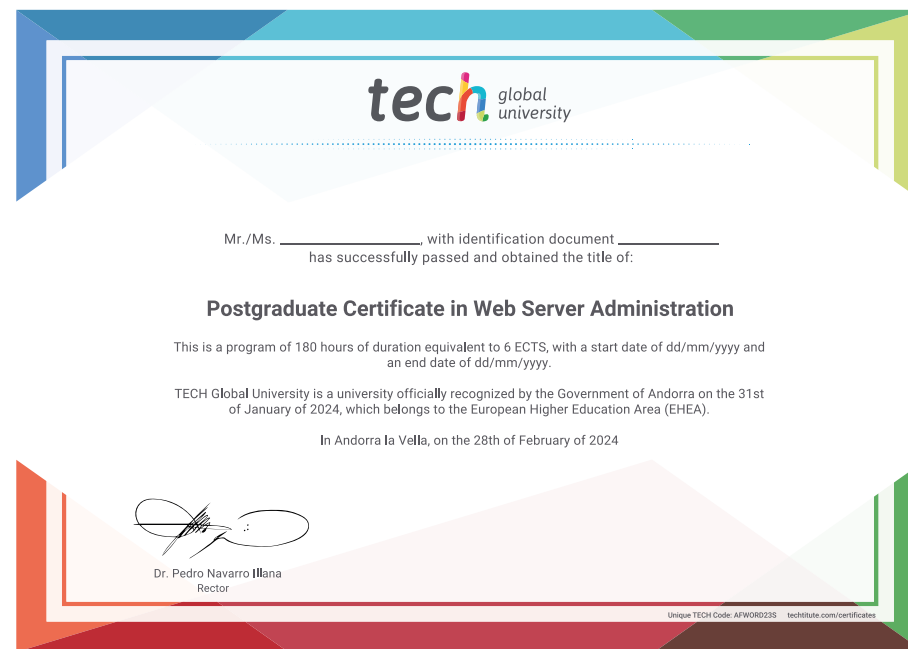 tech global university
Mr./Ms. ________________, with identification document ____________
has successfully passed and obtained the title of:
Postgraduate Certificate in Web Server Administration
This is a program of 180 hours of duration equivalent to 6 ECTS, with a start date of dd/mm/yyyy and
an end date of dd/mm/yyyy.
TECH Global University is a university officially recognized by the Government of Andorra on the 31st
of January of 2024, which belongs to the European Higher Education Area (EHEA).
In Andorra la Vella, on the 28th of February of 2024
Dr. Pedro Navarro Illana
Rector
Unique TECH Code: AFWORD23S techtitute.com/certificates